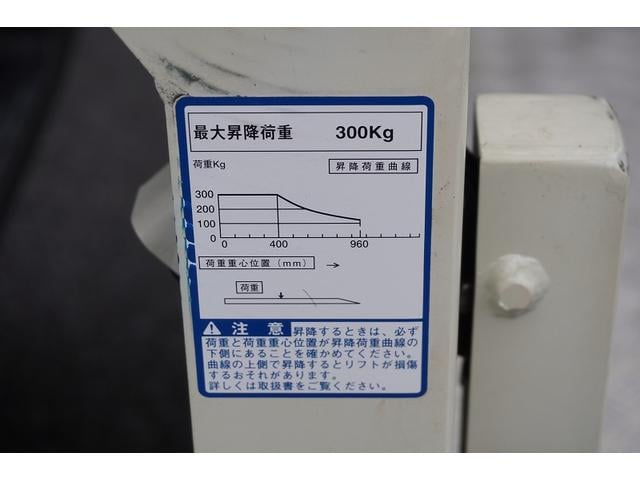 最大昇降荷重 300Kg
荷重Kg 昇降荷重曲線
300
200
100
0
0 400 960
荷重重心位置(mm) →
荷重
注意 昇降するときは、必ず
荷重と荷重重心位置が昇降荷重曲線の
下側にあることを確かめてください。
曲線の上側で昇降するとリフトが損傷
するおそれがあります。
詳しくは取扱書をご覧ください。